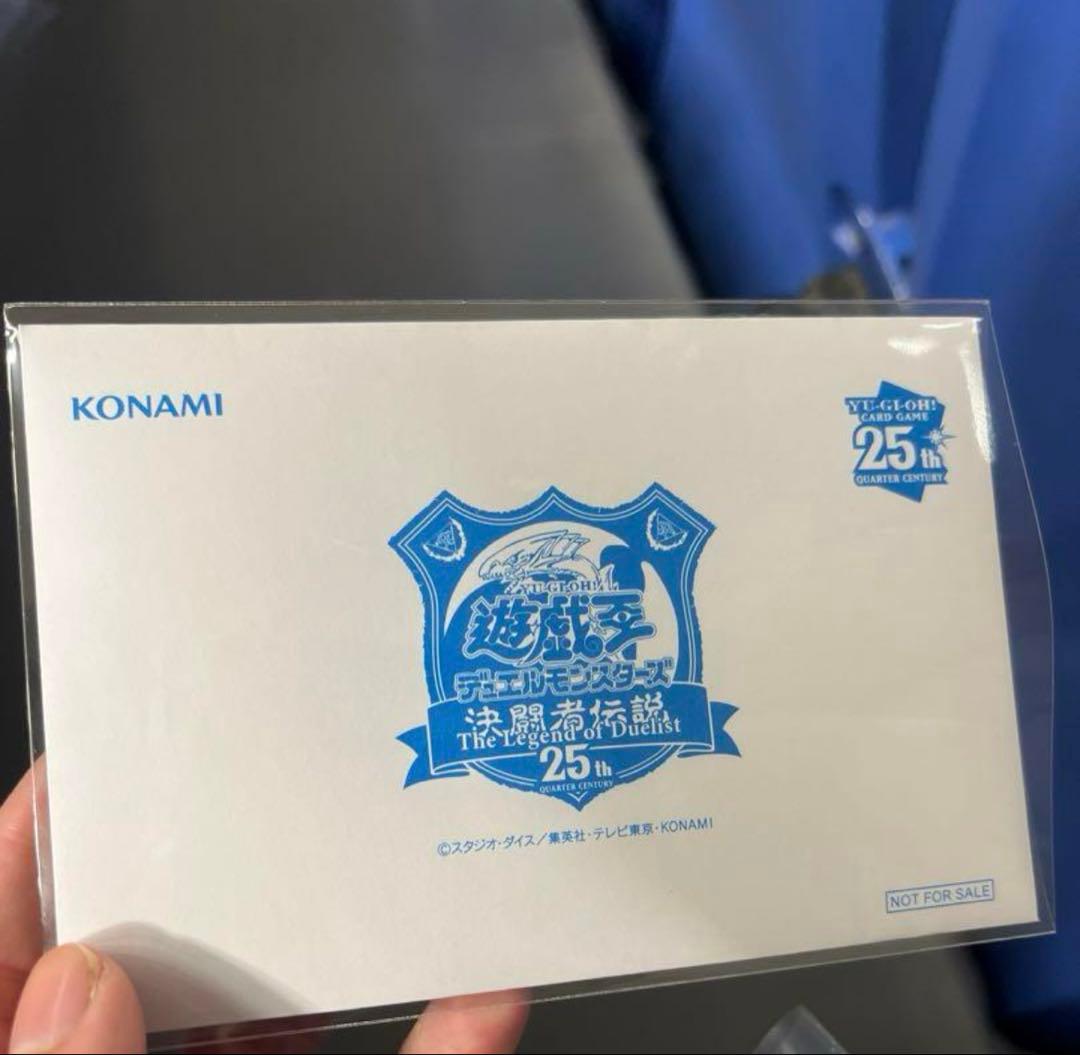 KONAMI
YU-GI-OH!
CARD GAME
25th
QUARTER CENTURY
YU-GI-OH!
遊戯王
デュエルモンスターズ
決闘者伝説
The Legend of Duelist
25th
QUARTER CENTURY
©スタジオ・ダイス／集英社・テレビ東京・KONAMI
NOT FOR SALE